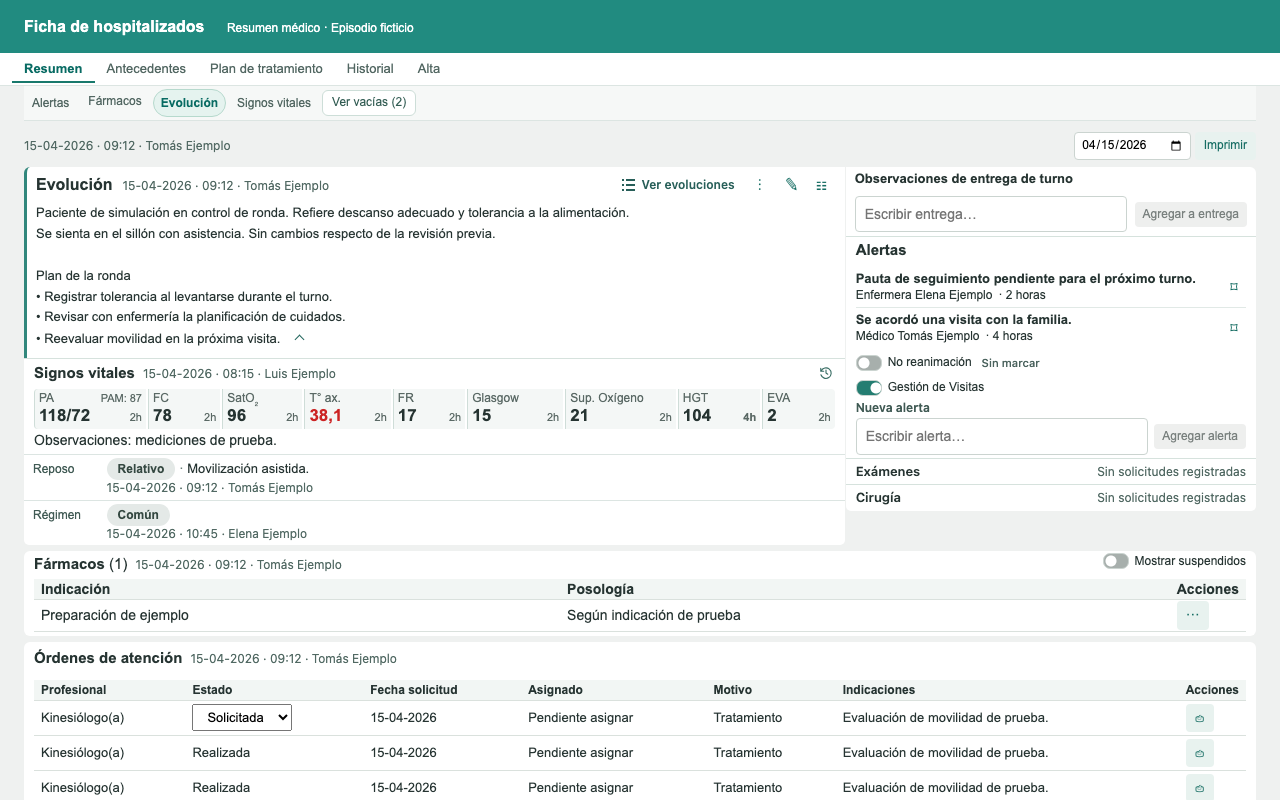 Ficha de hospitalizados Resumen médico · Episodio ficticio
Resumen Antecedentes Plan de tratamiento Historial Alta
Alertas Fármacos Evolución Signos vitales Ver vacías (2)
15-04-2026 · 09:12 · Tomás Ejemplo 04/15/2026 Imprimir
Evolución 15-04-2026 · 09:12 · Tomás Ejemplo Ver evoluciones
Paciente de simulación en control de ronda. Refiere descanso adecuado y tolerancia a la alimentación.
Se sienta en el sillón con asistencia. Sin cambios respecto de la revisión previa.
Plan de la ronda
• Registrar tolerancia al levantarse durante el turno.
• Revisar con enfermería la planificación de cuidados.
• Reevaluar movilidad en la próxima visita.
Signos vitales 15-04-2026 · 08:15 · Luis Ejemplo
PA PAM: 87 FC SatO2 T° ax. FR Glasgow Sup. Oxígeno HGT EVA
118/72 2h 78 2h 96 2h 38,1 2h 17 2h 15 2h 21 2h 104 4h 2 2h
Observaciones: mediciones de prueba.
Reposo Relativo · Movilización asistida.
15-04-2026 · 09:12 · Tomás Ejemplo
Régimen Común
15-04-2026 · 10:45 · Elena Ejemplo
Observaciones de entrega de turno
Escribir entrega... Agregar a entrega
Alertas
Pauta de seguimiento pendiente para el próximo turno.
Enfermera Elena Ejemplo · 2 horas
Se acordó una visita con la familia.
Médico Tomás Ejemplo · 4 horas
No reanimación Sin marcar
Gestión de Visitas
Nueva alerta
Escribir alerta... Agregar alerta
Exámenes Sin solicitudes registradas
Cirugía Sin solicitudes registradas
Fármacos (1) 15-04-2026 · 09:12 · Tomás Ejemplo Mostrar suspendidos
Indicación Posología Acciones
Preparación de ejemplo Según indicación de prueba
Órdenes de atención 15-04-2026 · 09:12 · Tomás Ejemplo
Profesional Estado Fecha solicitud Asignado Motivo Indicaciones Acciones
Kinesiólogo(a) Solicitada 15-04-2026 Pendiente asignar Tratamiento Evaluación de movilidad de prueba.
Kinesiólogo(a) Realizada 15-04-2026 Pendiente asignar Tratamiento Evaluación de movilidad de prueba.
Kinesiólogo(a) Realizada 15-04-2026 Pendiente asignar Tratamiento Evaluación de movilidad de prueba.